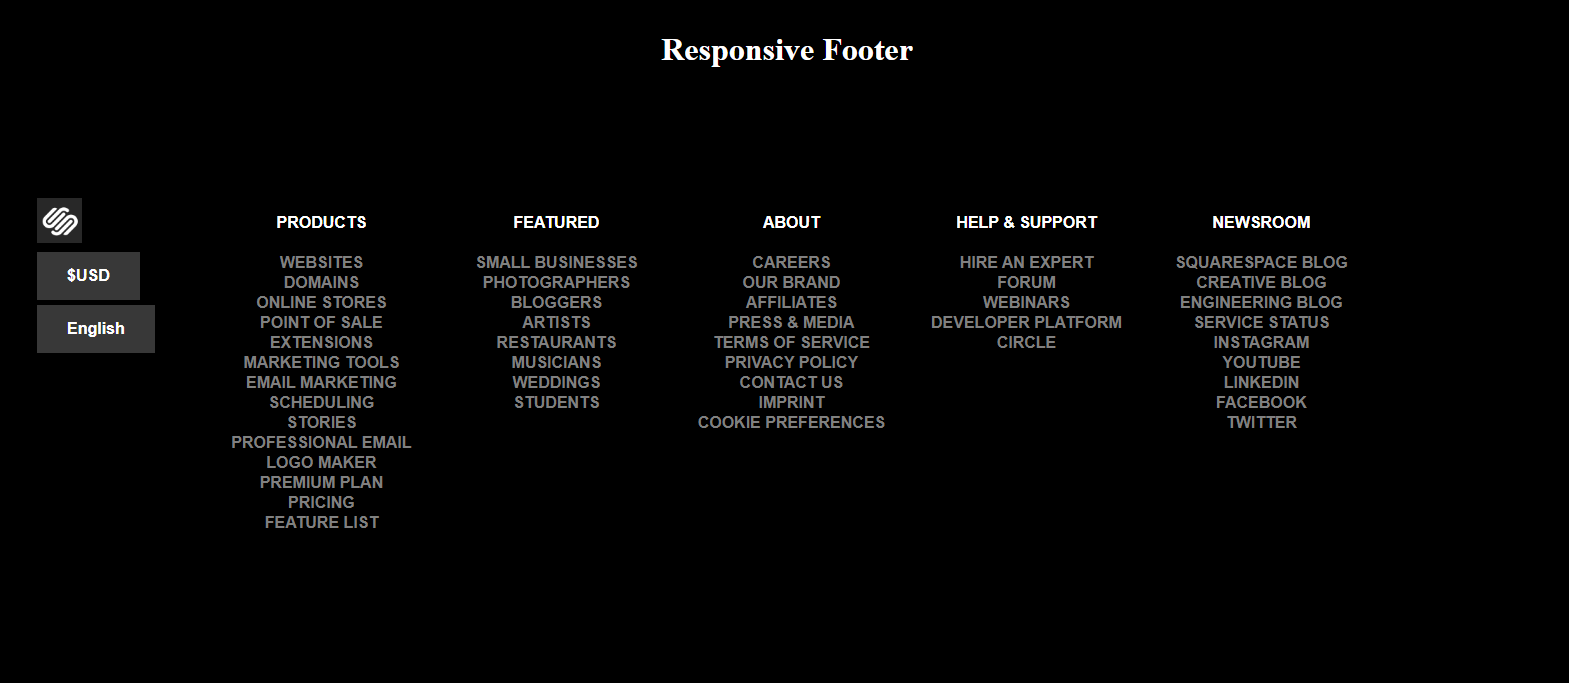 Responsive Footer
$USD
English
PRODUCTS
WEBSITES
DOMAINS
ONLINE STORES
POINT OF SALE
EXTENSIONS
MARKETING TOOLS
EMAIL MARKETING
SCHEDULING
STORIES
PROFESSIONAL EMAIL
LOGO MAKER
PREMIUM PLAN
PRICING
FEATURE LIST
FEATURED
SMALL BUSINESSES
PHOTOGRAPHERS
BLOGGERS
ARTISTS
RESTAURANTS
MUSICIANS
WEDDINGS
STUDENTS
ABOUT
CAREERS
OUR BRAND
AFFILIATES
PRESS & MEDIA
TERMS OF SERVICE
PRIVACY POLICY
CONTACT US
IMPRINT
COOKIE PREFERENCES
HELP & SUPPORT
HIRE AN EXPERT
FORUM
WEBINARS
DEVELOPER PLATFORM
CIRCLE
NEWSROOM
SQUARESPACE BLOG
CREATIVE BLOG
ENGINEERING BLOG
SERVICE STATUS
INSTAGRAM
YOUTUBE
LINKEDIN
FACEBOOK
TWITTER